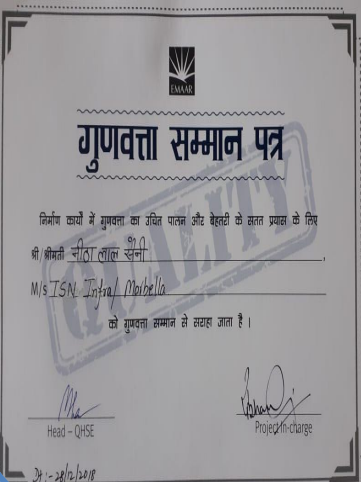 EMAAR
गुणवत्ता सम्मान पत्र
QUALITY
निर्माण कार्यो में गुणवत्ता का उचित पालन और बेहतरी के सतत प्रयास के लिए
श्री/श्रीमती मीठा लाल सैनी
M/s ISN Infra/ Marbella
को गुणवत्ता सम्मान से सराहा जाता है।
Head – QHSE
Project In-charge
Dt:-28/12/2018